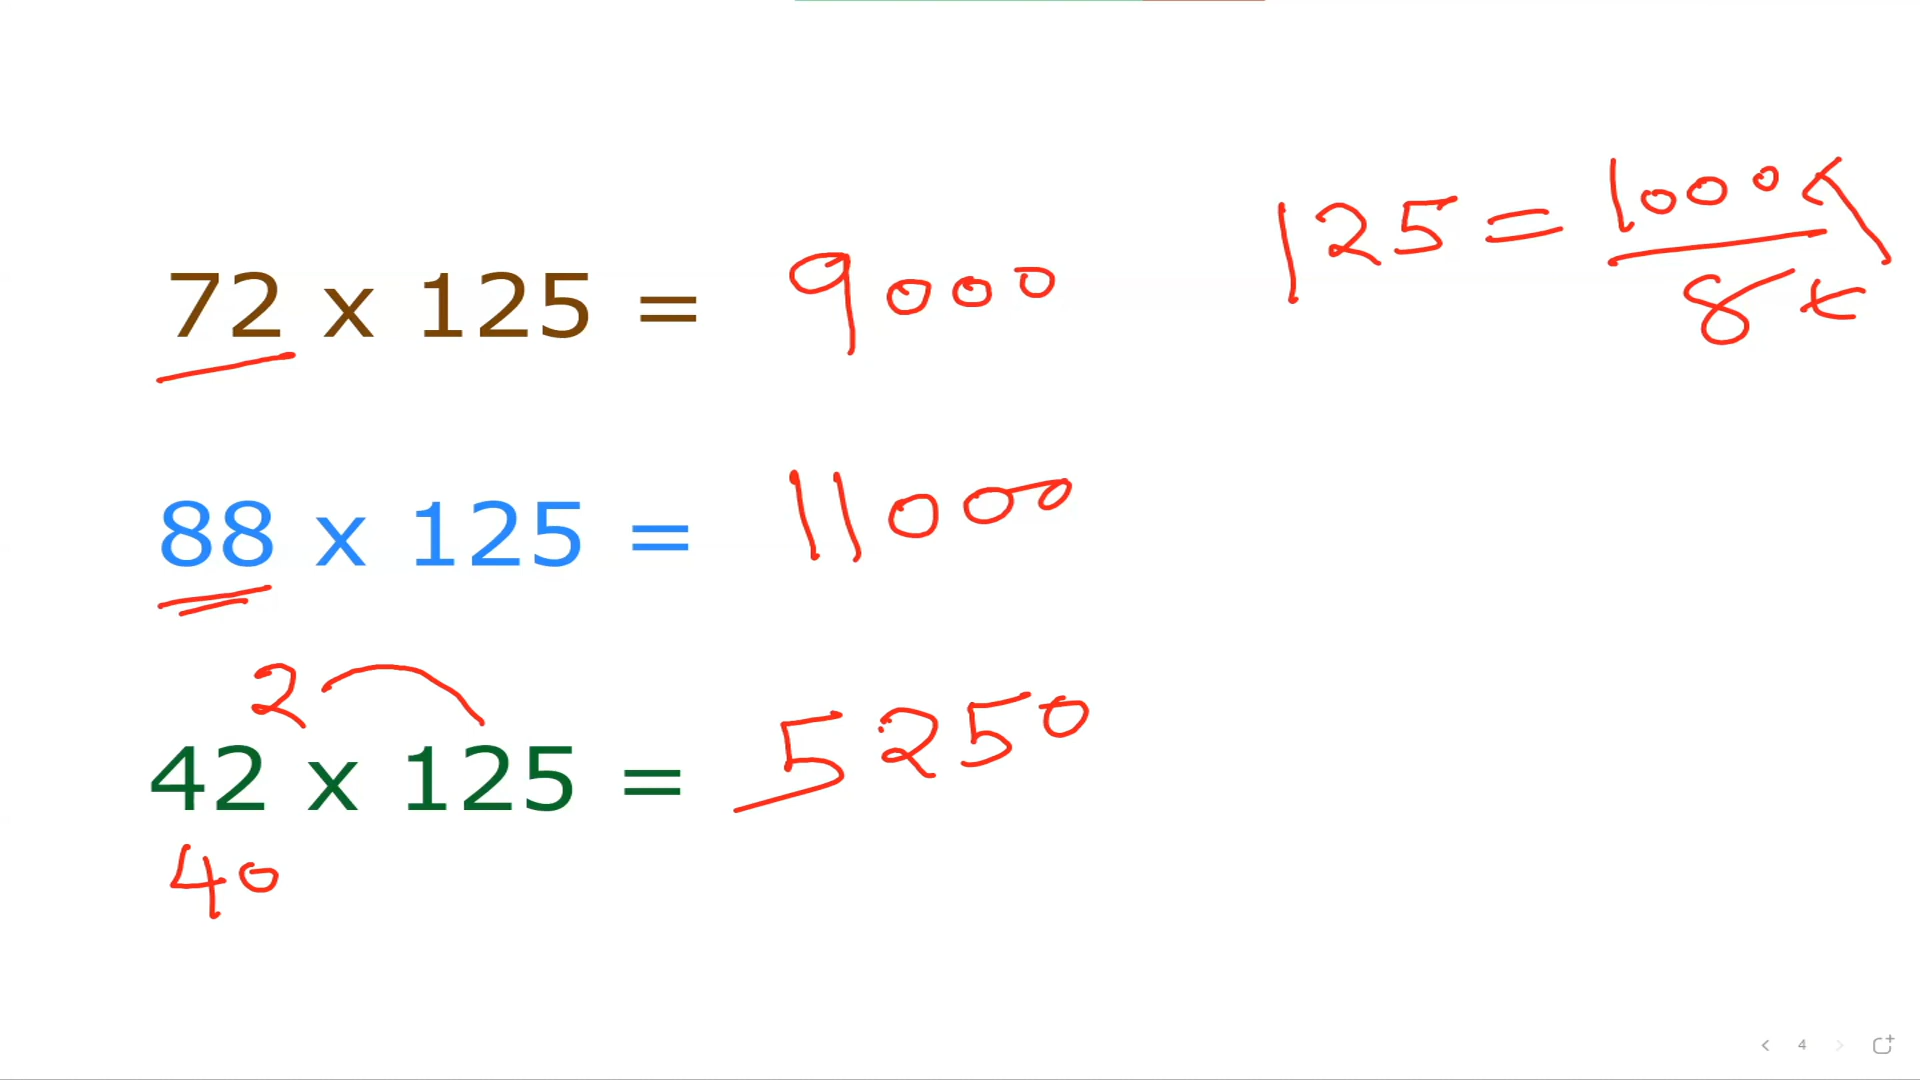 72 x 125 = 9000
125 = 1000 / 8
88 x 125 = 11000
2
42 x 125 = 5250
40
4